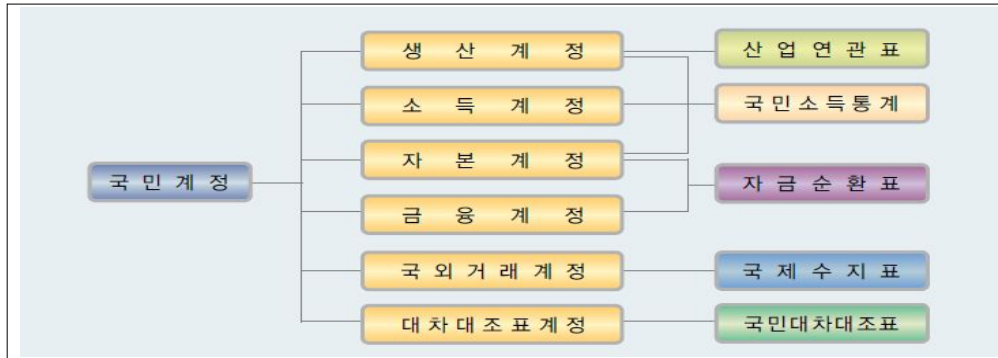 생산계정
산업연관표
소득계정
국민소득통계
자본계정
국민계정
자금순환표
금융계정
국외거래계정
국제수지표
대차대조표계정
국민대차대조표